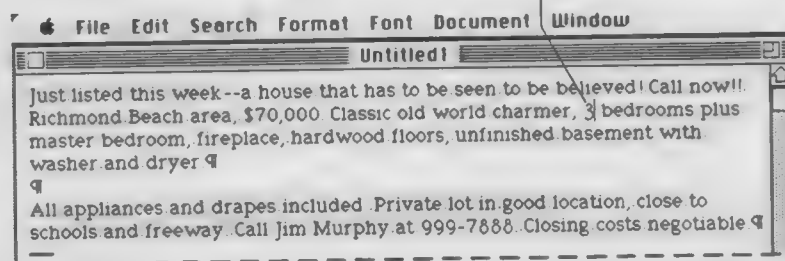 File Edit Search Format Font Document Window
Untitled1
Just listed this week--a house that has to be seen to be believed! Call now!!
Richmond Beach area, $70,000. Classic old world charmer, 3 bedrooms plus
master bedroom, fireplace, hardwood floors, unfinished basement with
washer and dryer.¶
¶
All appliances and drapes included. Private lot in good location, close to
schools and freeway. Call Jim Murphy at 999-7888. Closing costs negotiable.¶